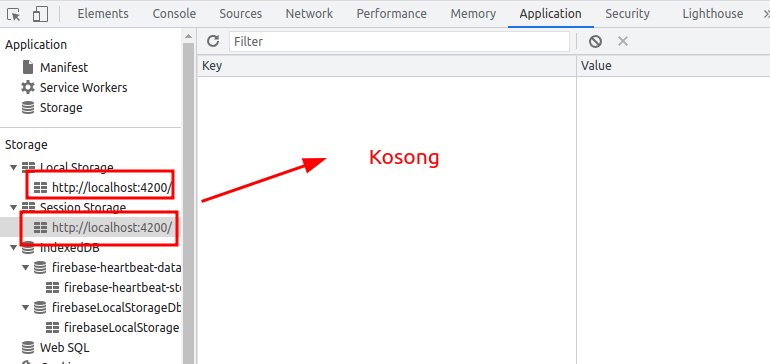 Elements Console Sources Network Performance Memory Application Security Lighthouse »
Application
Filter
Manifest
Key Value
Service Workers
Storage
Storage
Kosong
Local Storage
http://localhost:4200/
Session Storage
http://localhost:4200/
IndexedDB
firebase-heartbeat-data
firebase-heartbeat-sto
firebaseLocalStorageDb
firebaseLocalStorage
Web SQL